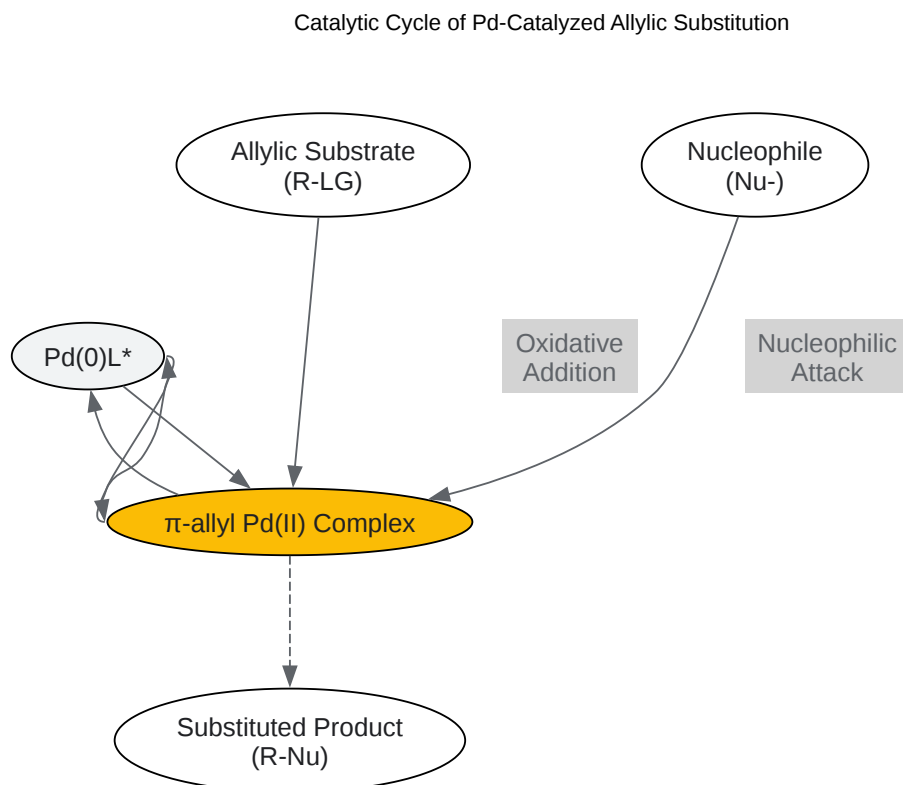 Catalytic Cycle of Pd-Catalyzed Allylic Substitution
Allylic Substrate
(R-LG)
Nucleophile
(Nu-)
Pd(0)L*
Oxidative
Addition
Nucleophilic
Attack
π-allyl Pd(II) Complex
Substituted Product
(R-Nu)